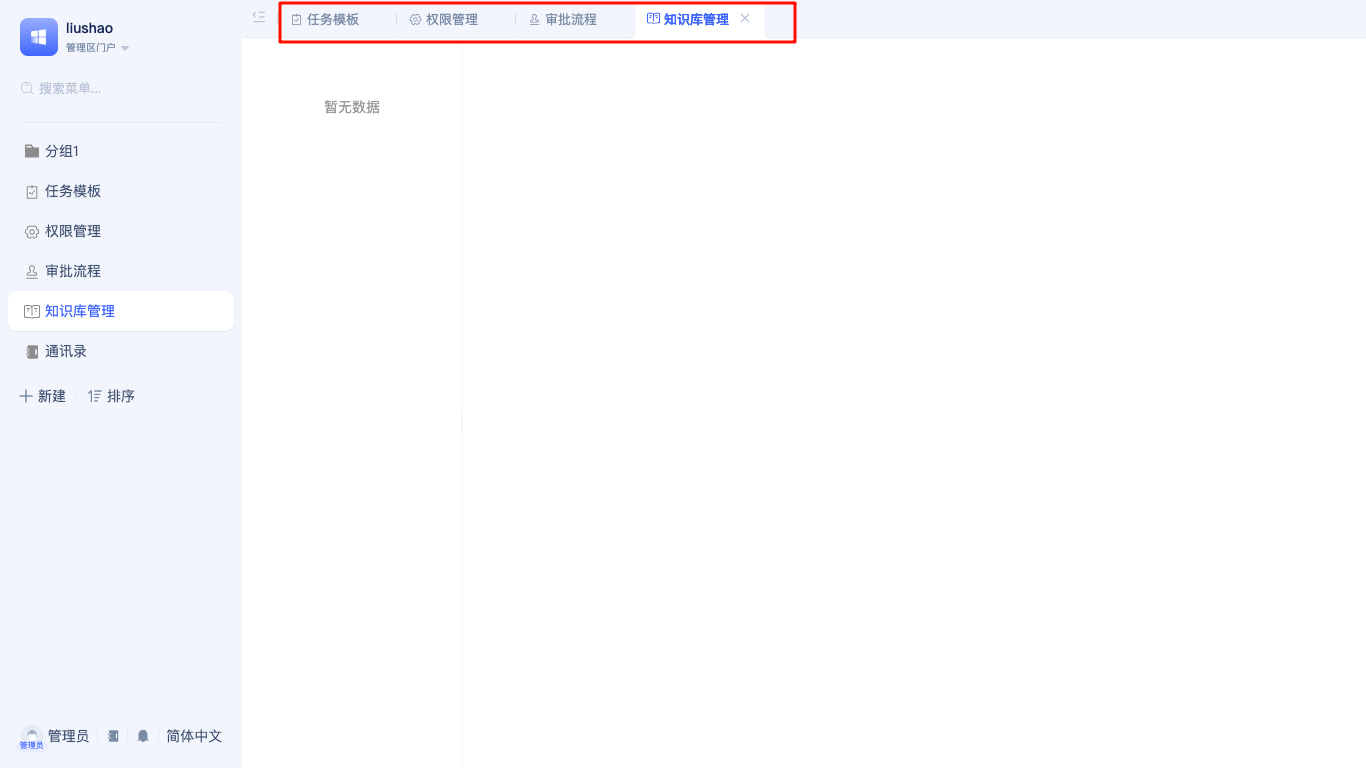 liushao
管理区门户
搜索菜单...
分组1
任务模板
权限管理
审批流程
知识库管理
通讯录
新建
排序
管理员
管理员
简体中文
任务模板
权限管理
审批流程
知识库管理
暂无数据